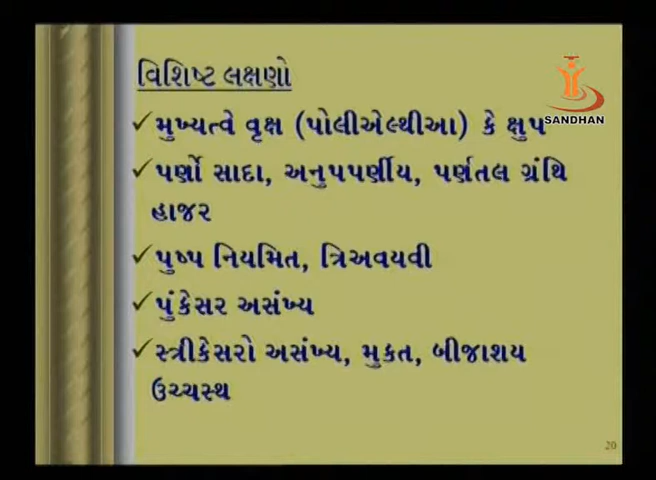 વિશિષ્ટ લક્ષણો
SANDHAN
✓મુખ્યત્વે વૃક્ષ (પોલીએલ્થીઆ) કે ક્ષુપ
✓પર્ણો સાદા, અનુપપર્ણીય, પર્ણતલ ગ્રંથિ
હાજર
✓પુષ્પ નિયમિત, ત્રિઅવયવી
✓પુંકેસર અસંખ્ય
✓સ્ત્રીકેસરો અસંખ્ય, મુકત, બીજાશય
ઉચ્ચસ્થ
20